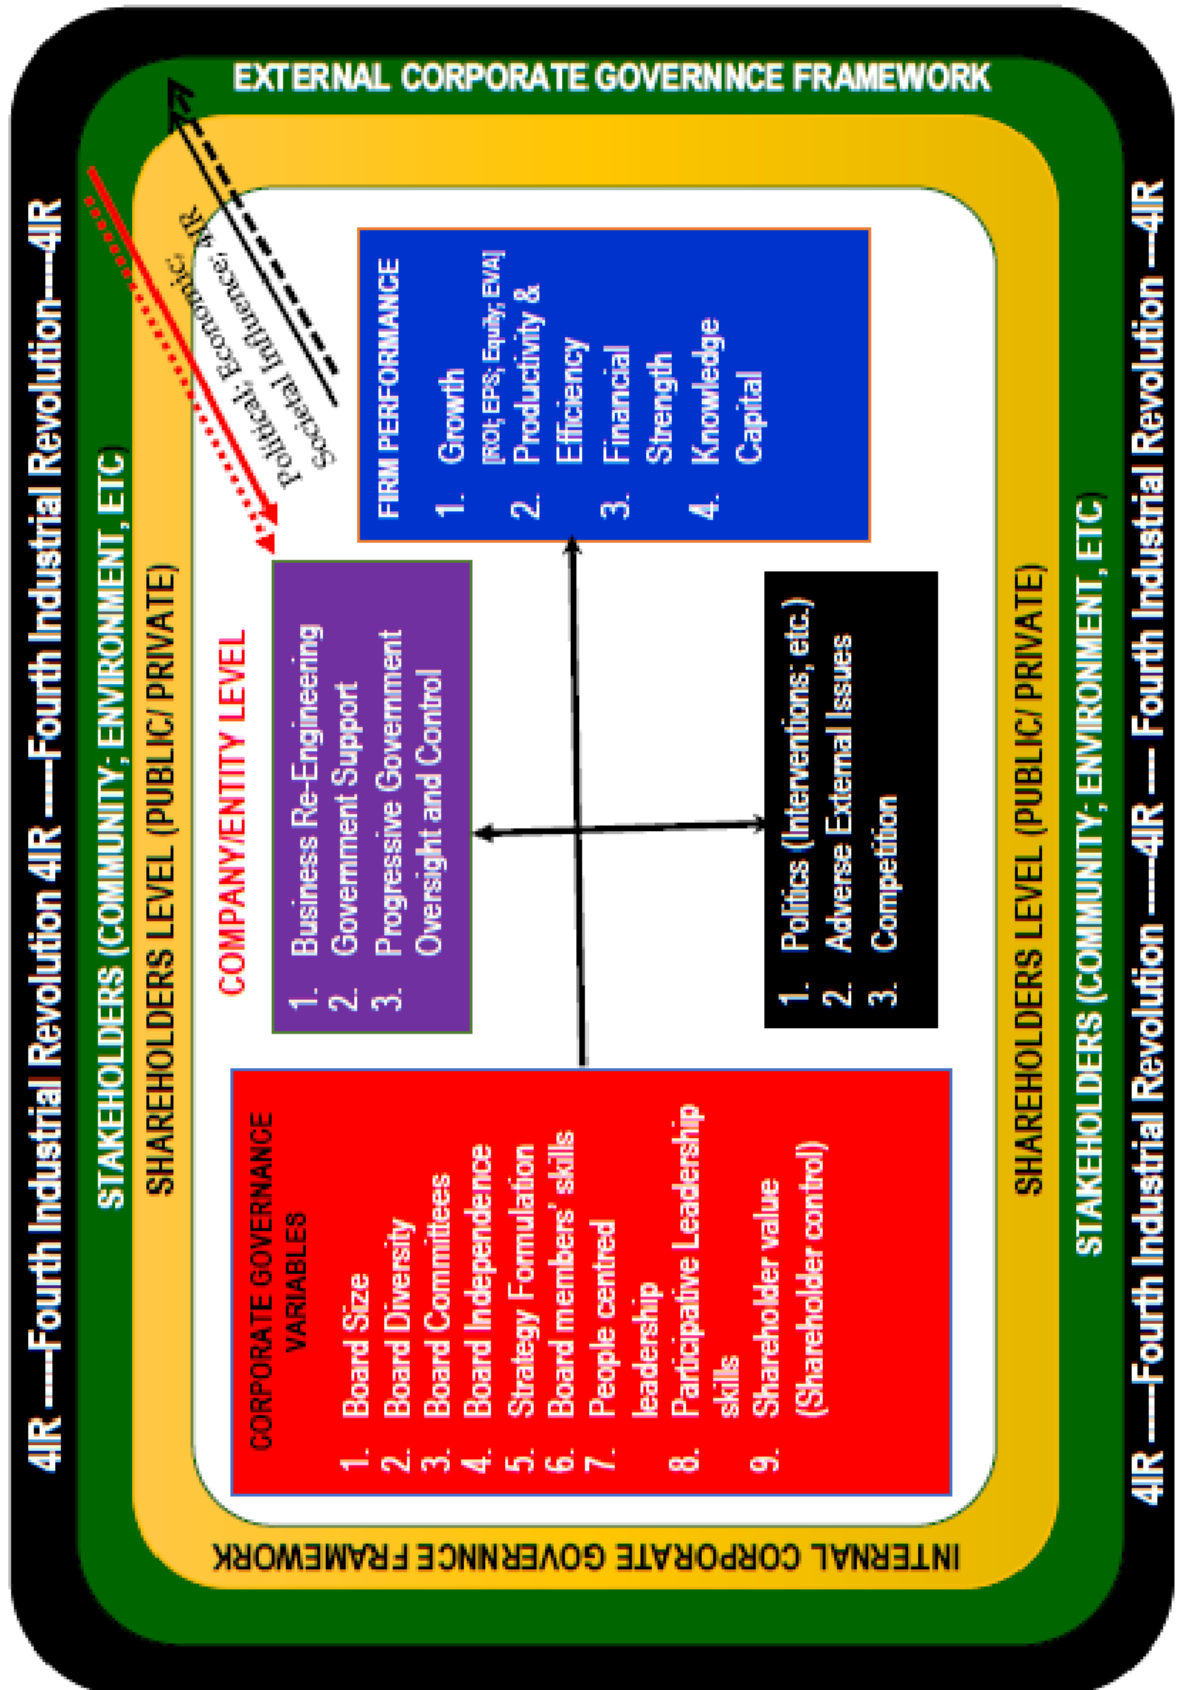 4IR -----Fourth Industrial Revolution 4IR -----Fourth Industrial Revolution----4IR
STAKEHOLDERS (COMMUNITY; ENVIRONMENT, ETC)
SHAREHOLDERS LEVEL (PUBLIC/ PRIVATE)
INTERNAL CORPORATE GOVERNNCE FRAMEWORK
EXTERNAL CORPORATE GOVERNNCE FRAMEWORK
COMPANY/ENTITY LEVEL
Political; Economic;
Societal Influence; 4IR
CORPORATE GOVERNANCE
VARIABLES
1. Board Size
2. Board Diversity
3. Board Committees
4. Board Independence
5. Strategy Formulation
6. Board members' skills
7. People centred
leadership
8. Participative Leadership
skills
9. Shareholder value
(Shareholder control)
1. Business Re-Engineering
2. Government Support
3. Progressive Government
Oversight and Control
1. Politics (Interventions; etc.)
2. Adverse External Issues
3. Competition
FIRM PERFORMANCE
1. Growth
[ROI; EPS; Equity; EVA]
2. Productivity &
Efficiency
3. Financial
Strength
4. Knowledge
Capital
SHAREHOLDERS LEVEL (PUBLIC/ PRIVATE)
STAKEHOLDERS (COMMUNITY; ENVIRONMENT, ETC)
4IR -----Fourth Industrial Revolution -----4IR ---- Fourth Industrial Revolution ---4IR